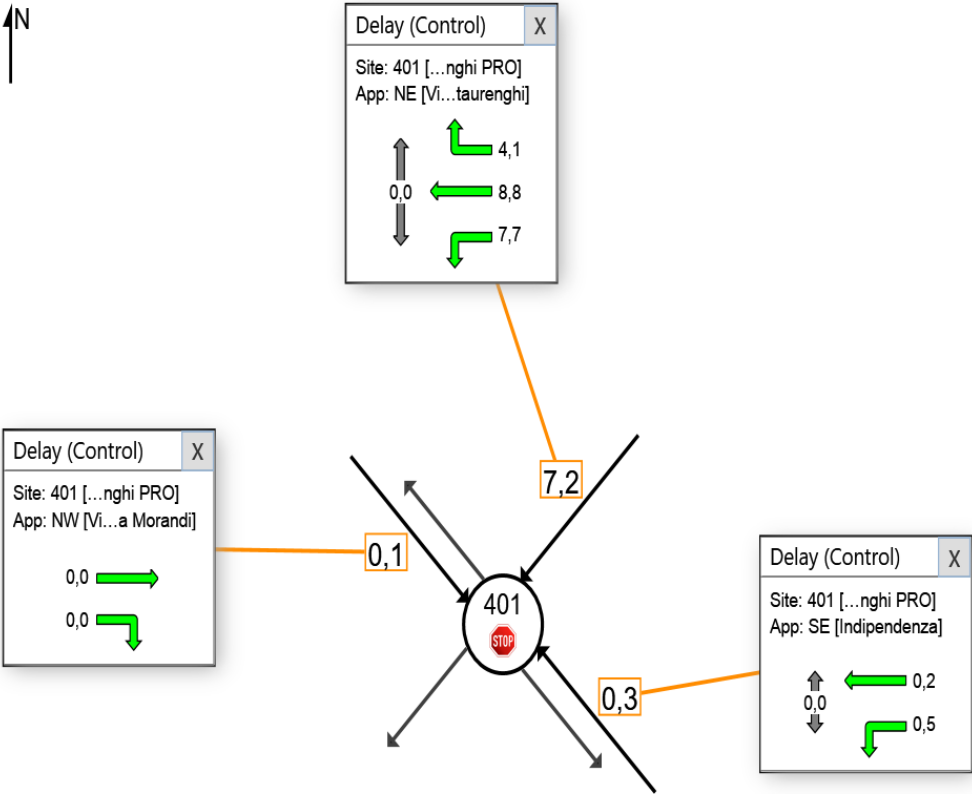 N
Delay (Control) X
Site: 401 […nghi PRO]
App: NE [Vi…taurenghi]
4,1
0,0 8,8
7,7
7,2
Delay (Control) X
Site: 401 […nghi PRO]
App: NW [Vi…a Morandi]
0,0
0,0
0,1
401
STOP
0,3
Delay (Control) X
Site: 401 […nghi PRO]
App: SE [Indipendenza]
0,2
0,0
0,5